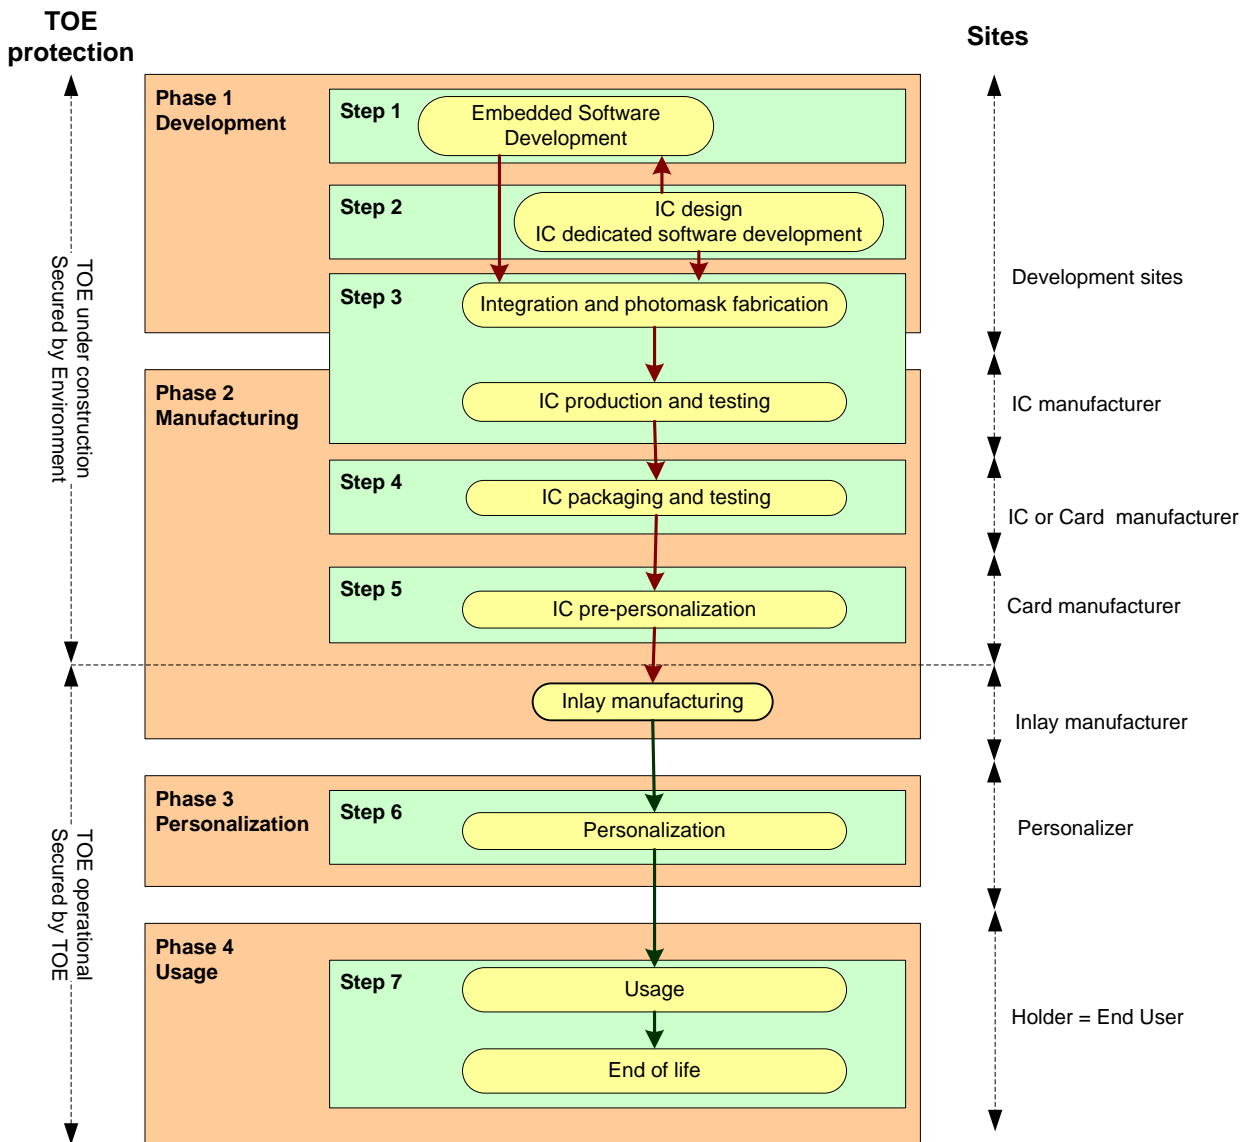 TOE
protection
Sites
Phase 1
Development
Step 1
Embedded Software
Development
Step 2
IC design
IC dedicated software development
Step 3
Integration and photomask fabrication
Development sites
TOE under construction
Secured by Environment
Phase 2
Manufacturing
IC production and testing
IC manufacturer
Step 4
IC packaging and testing
IC or Card manufacturer
Step 5
IC pre-personalization
Card manufacturer
Inlay manufacturing
Inlay manufacturer
Phase 3
Personalization
Step 6
Personalization
Personalizer
TOE operational
Secured by TOE
Phase 4
Usage
Step 7
Usage
Holder = End User
End of life